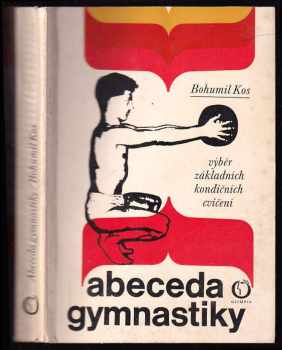 Abeceda gymnastiky / Bohumil Kos
Bohumil Kos
výběr
základních
kondičních
cvičení
abeceda
gymnastiky
OLYMPIA